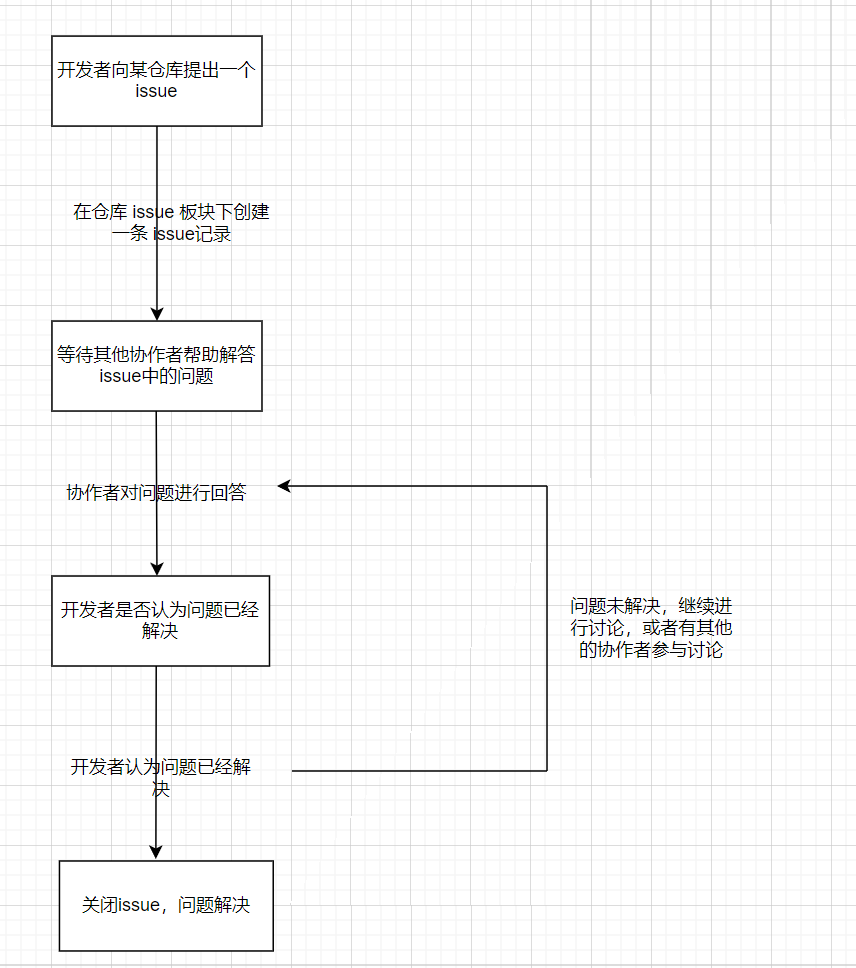 开发者向某仓库提出一个
issue
在仓库 issue 板块下创建
一条 issue记录
等待其他协作者帮助解答
issue中的问题
协作者对问题进行回答
开发者是否认为问题已经
解决
问题未解决，继续进
行讨论，或者有其他
的协作者参与讨论
开发者认为问题已经解
决
关闭issue，问题解决